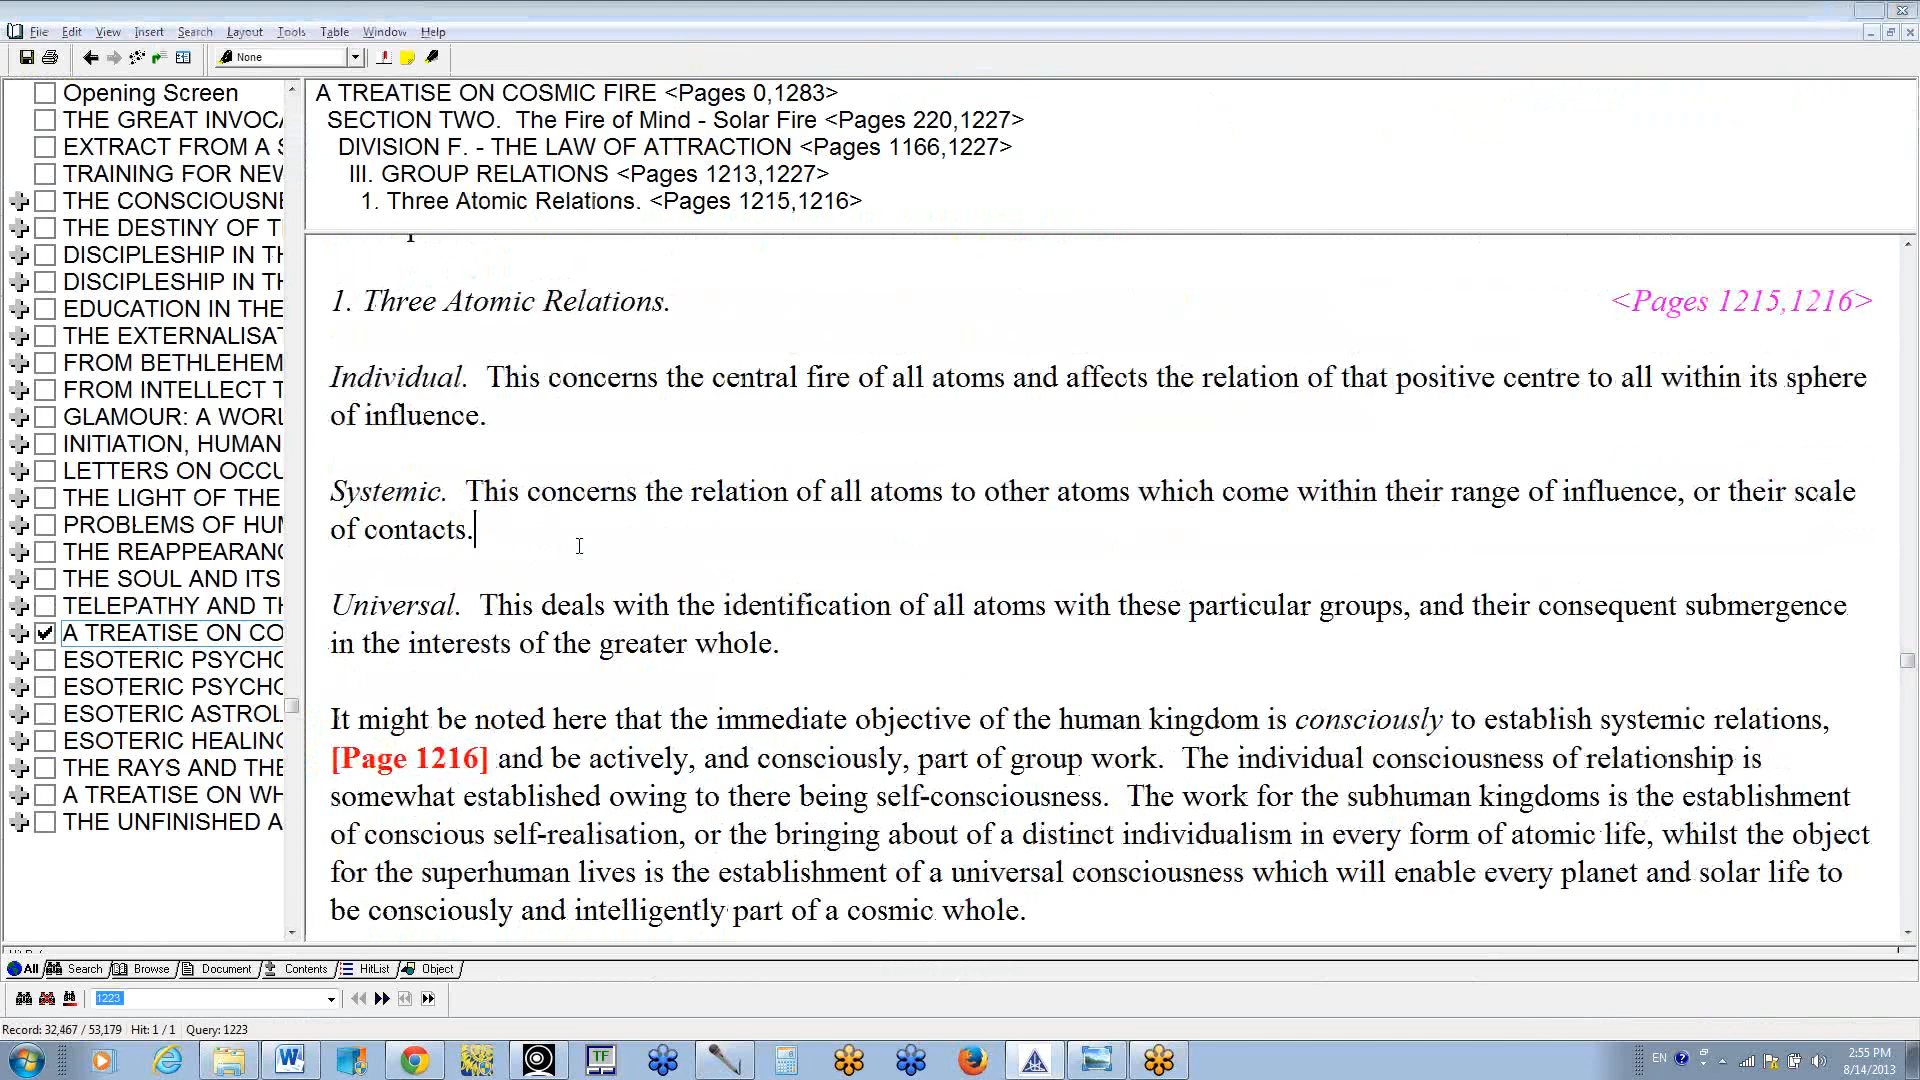 File Edit View Insert Search Layout Tools Table Window Help
None
Opening Screen
THE GREAT INVOCA
EXTRACT FROM A S
TRAINING FOR NEW
THE CONSCIOUSNE
THE DESTINY OF T
DISCIPLESHIP IN TH
DISCIPLESHIP IN TH
EDUCATION IN THE
THE EXTERNALISAT
FROM BETHLEHEM
FROM INTELLECT T
GLAMOUR: A WORL
INITIATION, HUMAN
LETTERS ON OCCU
THE LIGHT OF THE
PROBLEMS OF HUM
THE REAPPEARANC
THE SOUL AND ITS
TELEPATHY AND TH
A TREATISE ON CO
ESOTERIC PSYCHO
ESOTERIC PSYCHO
ESOTERIC ASTROL
ESOTERIC HEALING
THE RAYS AND THE
A TREATISE ON WH
THE UNFINISHED A
A TREATISE ON COSMIC FIRE <Pages 0,1283>
SECTION TWO. The Fire of Mind - Solar Fire <Pages 220,1227>
DIVISION F. - THE LAW OF ATTRACTION <Pages 1166,1227>
III. GROUP RELATIONS <Pages 1213,1227>
1. Three Atomic Relations. <Pages 1215,1216>
1. Three Atomic Relations. <Pages 1215,1216>
Individual. This concerns the central fire of all atoms and affects the relation of that positive centre to all within its sphere
of influence.
Systemic. This concerns the relation of all atoms to other atoms which come within their range of influence, or their scale
of contacts.
Universal. This deals with the identification of all atoms with these particular groups, and their consequent submergence
in the interests of the greater whole.
It might be noted here that the immediate objective of the human kingdom is consciously to establish systemic relations,
[Page 1216] and be actively, and consciously, part of group work. The individual consciousness of relationship is
somewhat established owing to there being self-consciousness. The work for the subhuman kingdoms is the establishment
of conscious self-realisation, or the bringing about of a distinct individualism in every form of atomic life, whilst the object
for the superhuman lives is the establishment of a universal consciousness which will enable every planet and solar life to
be consciously and intelligently part of a cosmic whole.
All Search Browse Document Contents HitList Object
1223
Record: 32,467 / 53,179 Hit: 1 / 1 Query: 1223
W TF EN 2:55 PM
8/14/2013